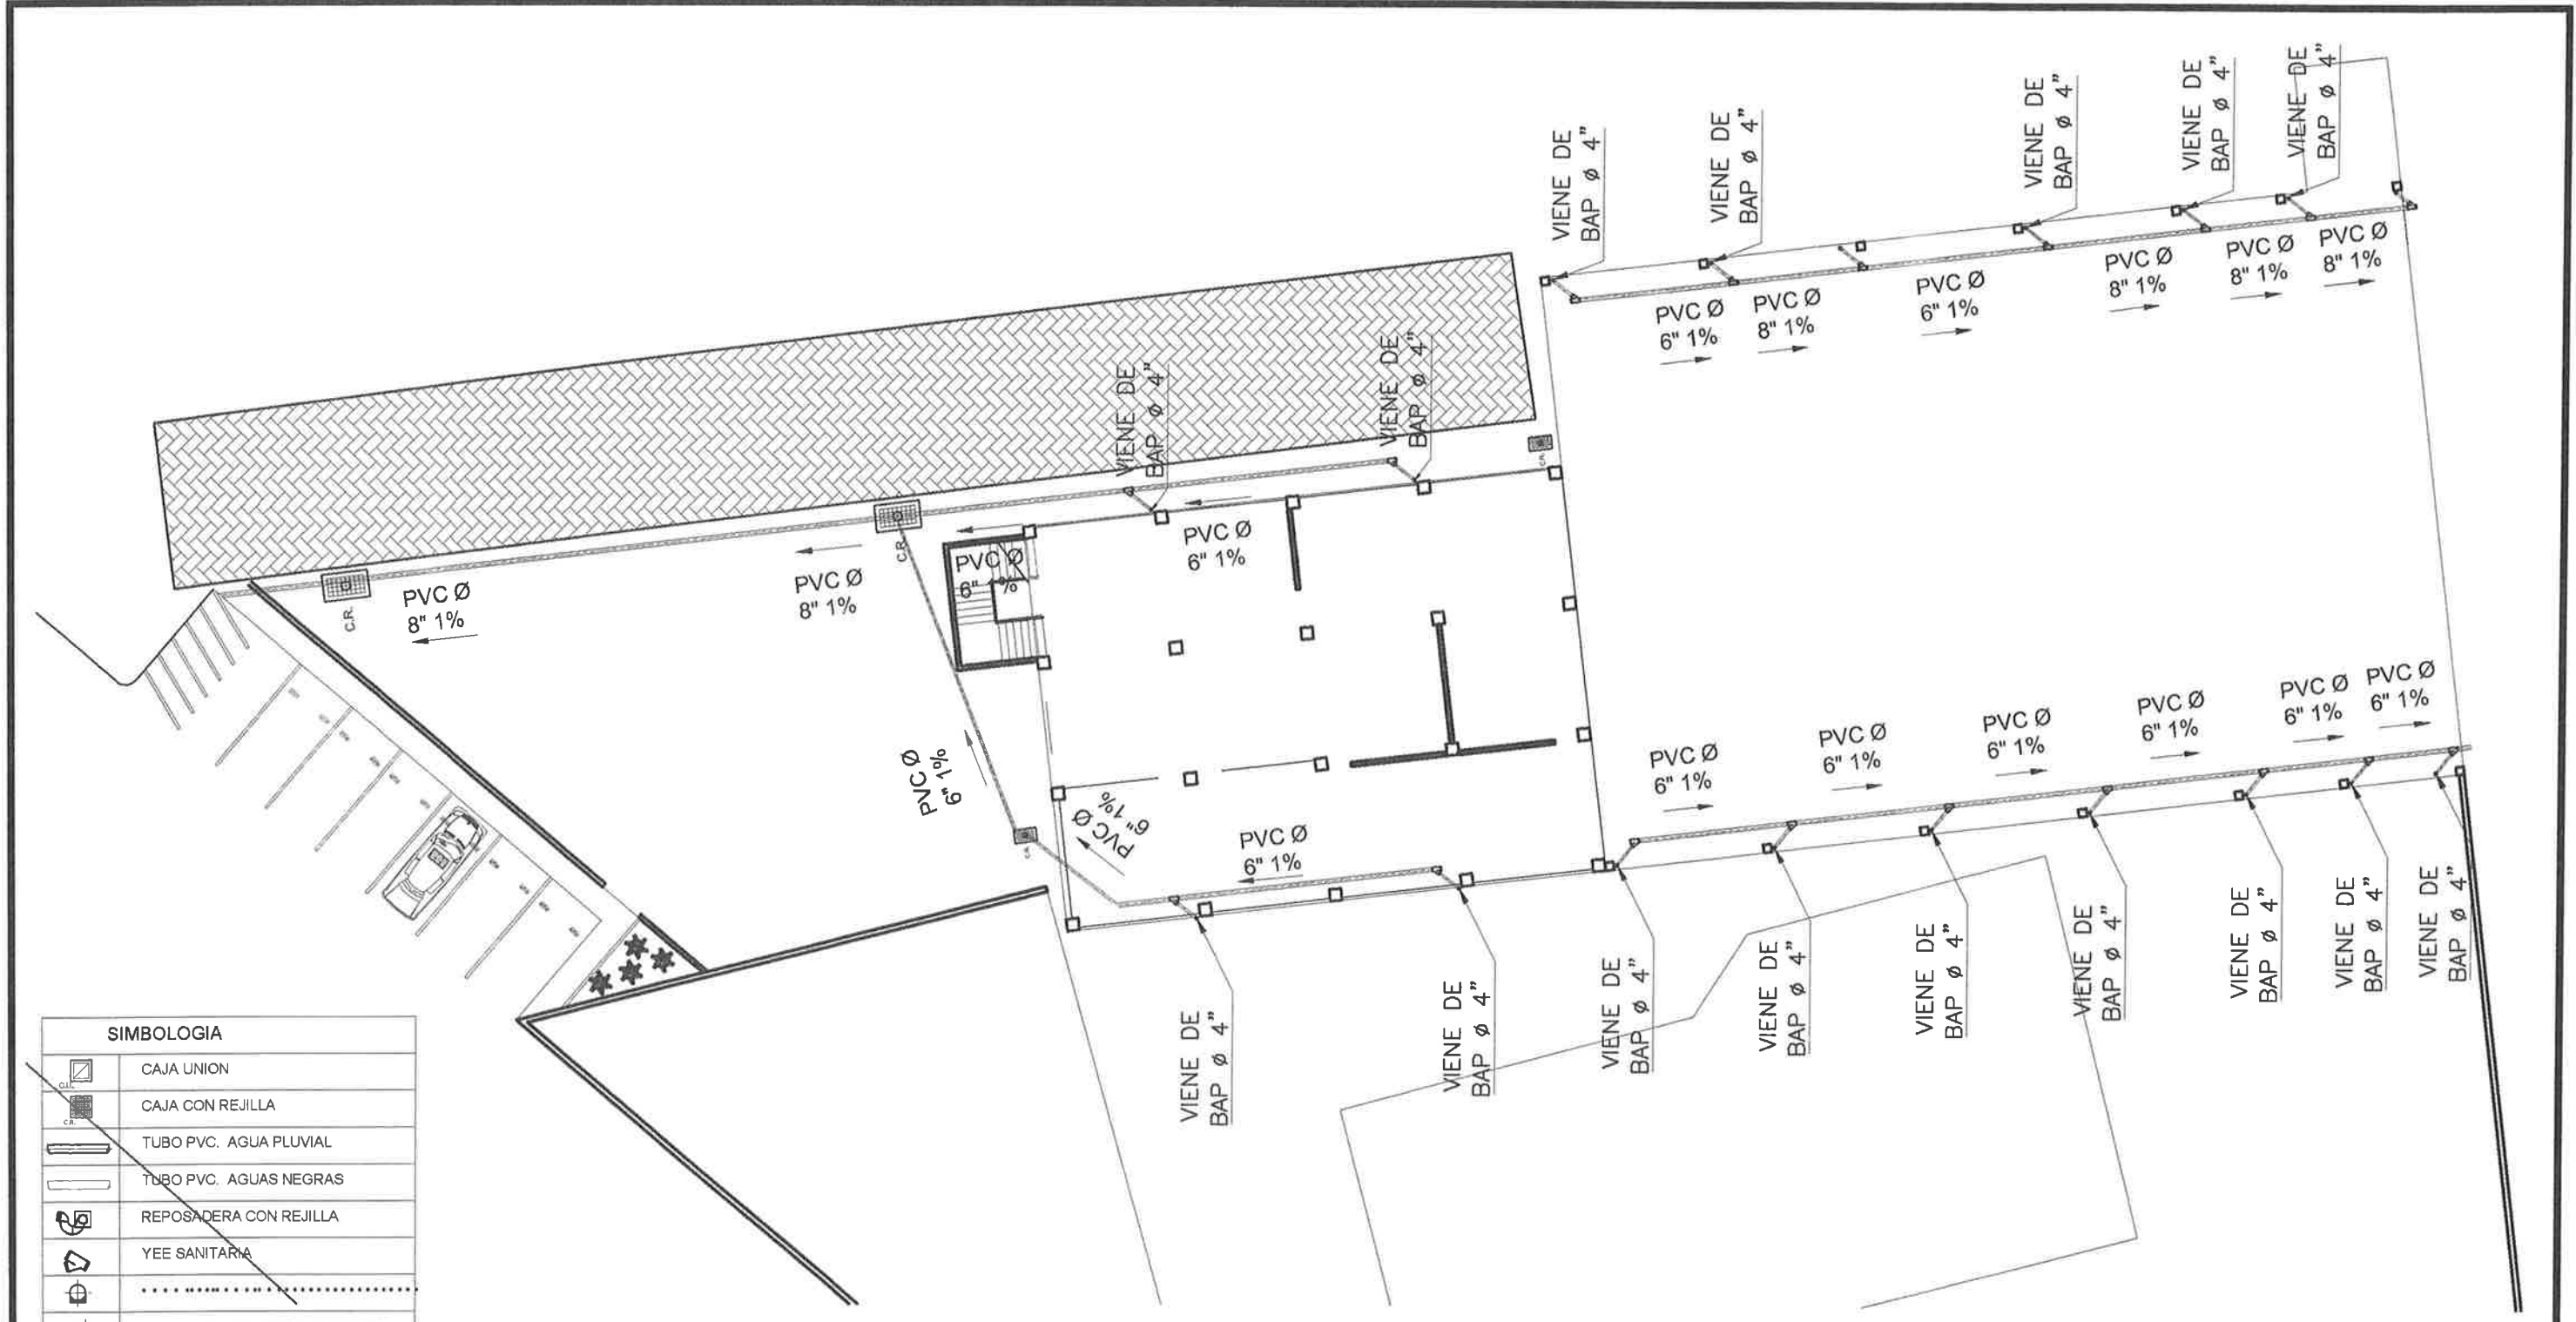 VIENE DE
BAP ø 4"
VIENE DE
BAP ø 4"
VIENE DE
BAP ø 4"
VIENE DE
BAP ø 4"
VIENE DE
BAP ø 4"
PVC Ø
6" 1%
PVC Ø
8" 1%
PVC Ø
6" 1%
PVC Ø
8" 1%
PVC Ø
8" 1%
PVC Ø
8" 1%
VIENE DE
BAP ø 4"
VIENE DE
BAP ø 4"
C.R.
C.R.
C.R.
PVC Ø
8" 1%
PVC Ø
8" 1%
PVC Ø
6" 1%
PVC Ø
6" 1%
PVC Ø
6" 1%
C.R.
PVC Ø
6" 1%
PVC Ø
6" 1%
PVC Ø
6" 1%
PVC Ø
6" 1%
PVC Ø
6" 1%
PVC Ø
6" 1%
PVC Ø
6" 1%
PVC Ø
6" 1%
VIENE DE
BAP ø 4"
VIENE DE
BAP ø 4"
VIENE DE
BAP ø 4"
VIENE DE
BAP ø 4"
VIENE DE
BAP ø 4"
VIENE DE
BAP ø 4"
VIENE DE
BAP ø 4"
VIENE DE
BAP ø 4"
VIENE DE
BAP ø 4"
SIMBOLOGIA
CAJA UNION
C.R.
CAJA CON REJILLA
TUBO PVC. AGUA PLUVIAL
TUBO PVC. AGUAS NEGRAS
REPOSADERA CON REJILLA
YEE SANITARIA